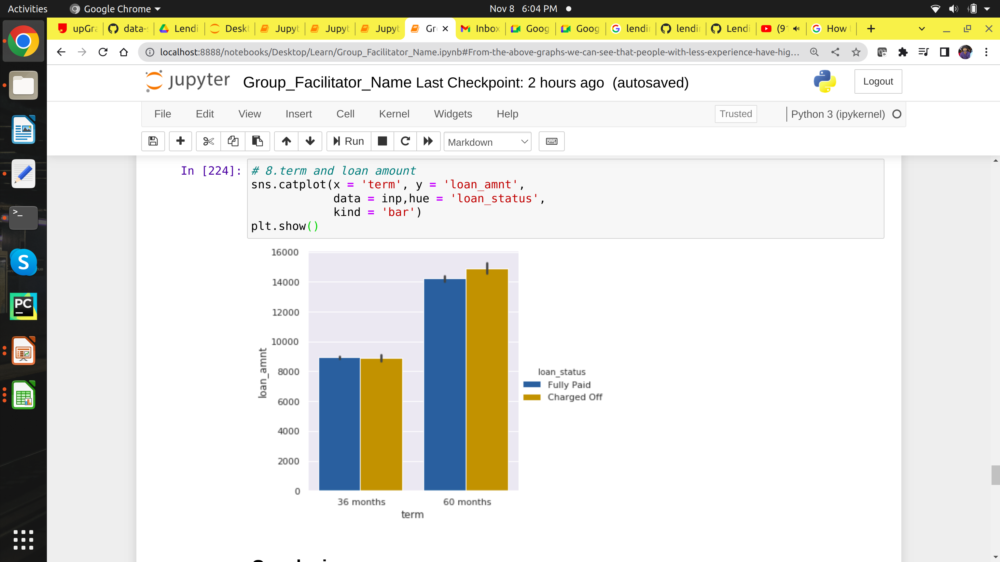 Activities Google Chrome Nov 8 6:04 PM
upGra data-s Lendi Deskt Jupyt Jupyt Jupyt Gr Inbox Goog Goog lendin lendin Lendi (9 How
localhost:8888/notebooks/Desktop/Learn/Group_Facilitator_Name.ipynb#From-the-above-graphs-we-can-see-that-people-with-less-experience-have-hig...
jupyter Group_Facilitator_Name Last Checkpoint: 2 hours ago (autosaved) Logout
File Edit View Insert Cell Kernel Widgets Help Trusted Python 3 (ipykernel)
Run Markdown
In [224]: # 8.term and loan amount
sns.catplot(x = 'term', y = 'loan_amnt',
data = inp,hue = 'loan_status',
kind = 'bar')
plt.show()
16000
14000
12000
10000
8000
6000
4000
2000
0
loan_amnt
36 months 60 months
term
loan_status
Fully Paid
Charged Off
>_
S
PC